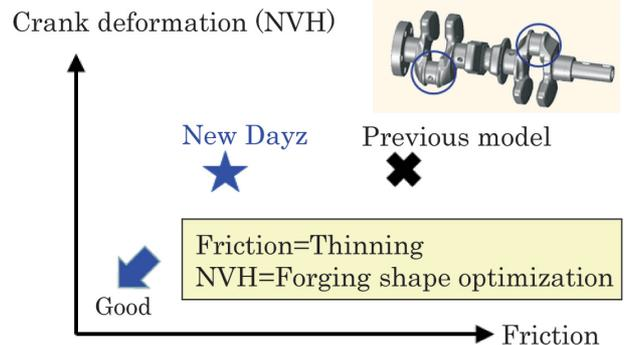 Crank deformation (NVH)
New Dayz
Previous model
Friction=Thinning
NVH=Forging shape optimization
Good
Friction